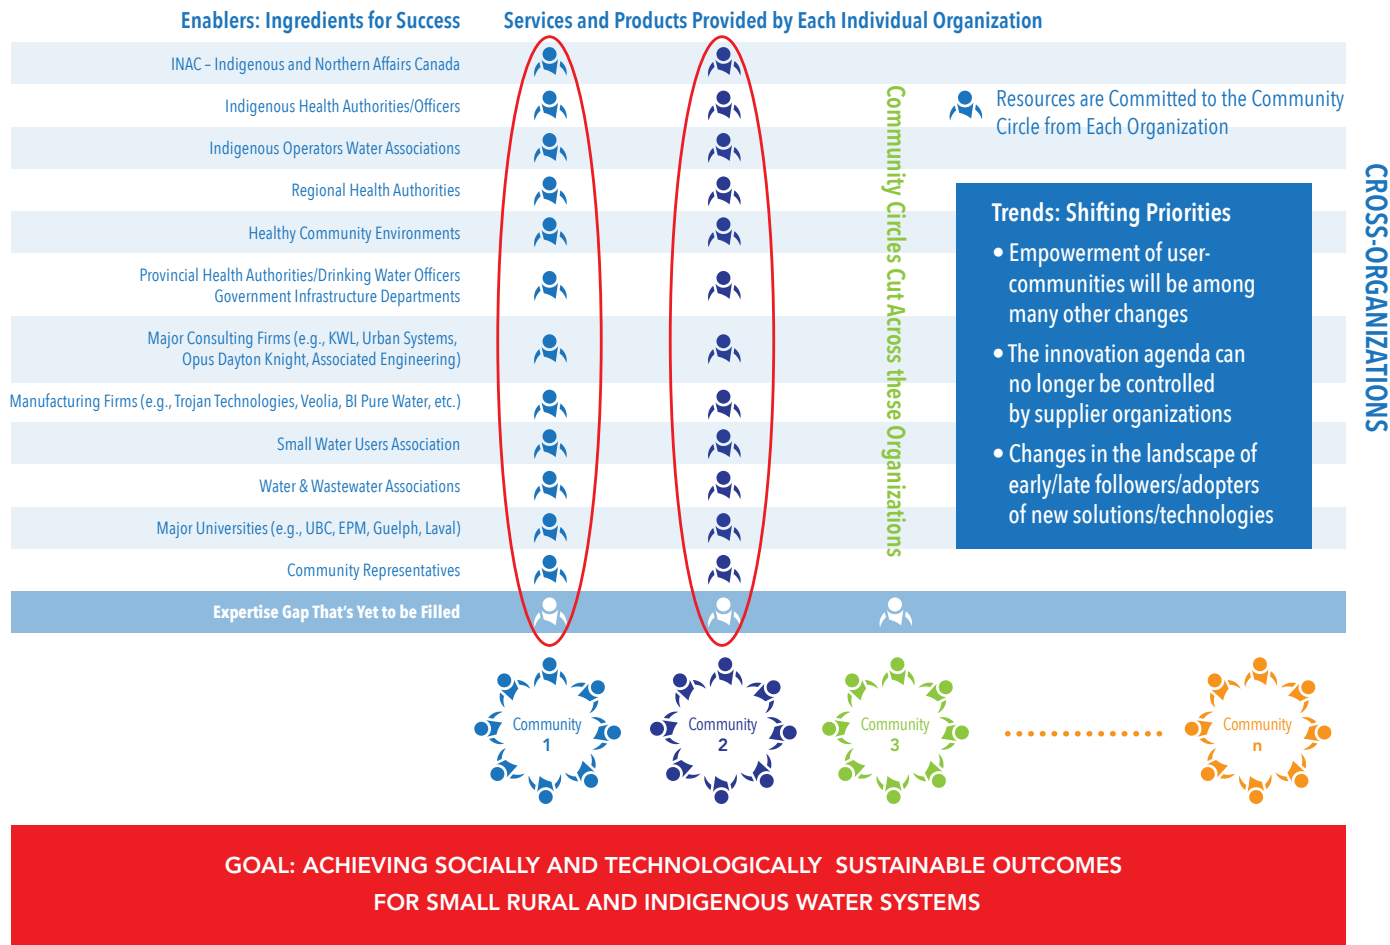 Enablers: Ingredients for Success
Services and Products Provided by Each Individual Organization
INAC – Indigenous and Northern Affairs Canada
Indigenous Health Authorities/Officers
Indigenous Operators Water Associations
Regional Health Authorities
Healthy Community Environments
Provincial Health Authorities/Drinking Water Officers
Government Infrastructure Departments
Major Consulting Firms (e.g., KWL, Urban Systems,
Opus Dayton Knight, Associated Engineering)
Manufacturing Firms (e.g., Trojan Technologies, Veolia, BI Pure Water, etc.)
Small Water Users Association
Water & Wastewater Associations
Major Universities (e.g., UBC, EPM, Guelph, Laval)
Community Representatives
Expertise Gap That's Yet to be Filled
Community Circles Cut Across these Organizations
Resources are Committed to the Community
Circle from Each Organization
Trends: Shifting Priorities
• Empowerment of user-
communities will be among
many other changes
• The innovation agenda can
no longer be controlled
by supplier organizations
• Changes in the landscape of
early/late followers/adopters
of new solutions/technologies
CROSS-ORGANIZATIONS
Community
1
Community
2
Community
3
Community
n
GOAL: ACHIEVING SOCIALLY AND TECHNOLOGICALLY SUSTAINABLE OUTCOMES
FOR SMALL RURAL AND INDIGENOUS WATER SYSTEMS